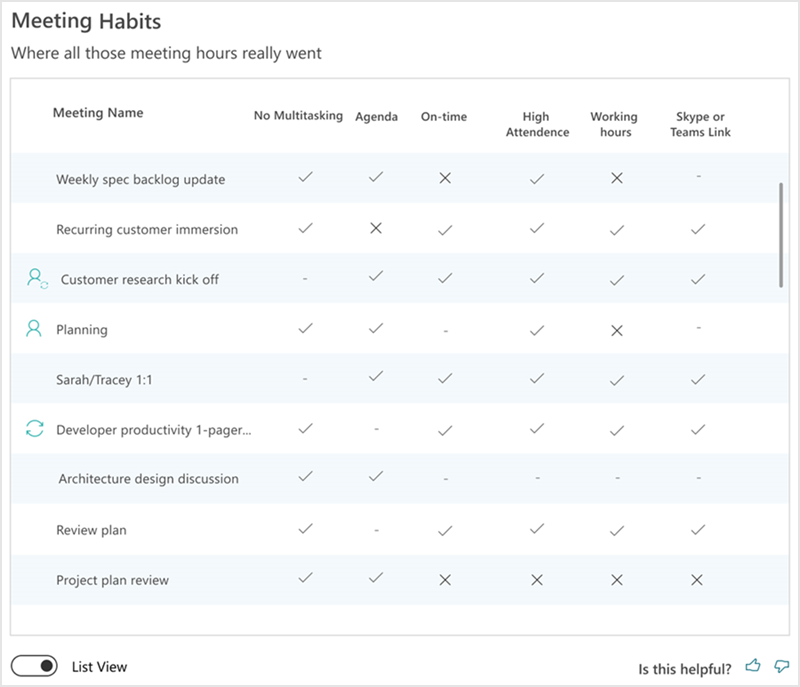 Meeting Habits
Where all those meeting hours really went
Meeting Name No Multitasking Agenda On-time High Attendence Working hours Skype or Teams Link
Weekly spec backlog update ✓ ✓ ✕ ✓ ✕ -
Recurring customer immersion ✓ ✕ ✓ ✓ ✓ ✓
Customer research kick off - ✓ ✓ ✓ ✓ ✓
Planning ✓ ✓ - ✓ ✕ -
Sarah/Tracey 1:1 - ✓ ✓ ✓ ✓ ✓
Developer productivity 1-pager... ✓ - ✓ ✓ ✓ ✓
Architecture design discussion ✓ ✓ - - - -
Review plan ✓ - ✓ ✓ ✓ ✓
Project plan review ✓ ✓ ✕ ✕ ✕ ✕
List View
Is this helpful?